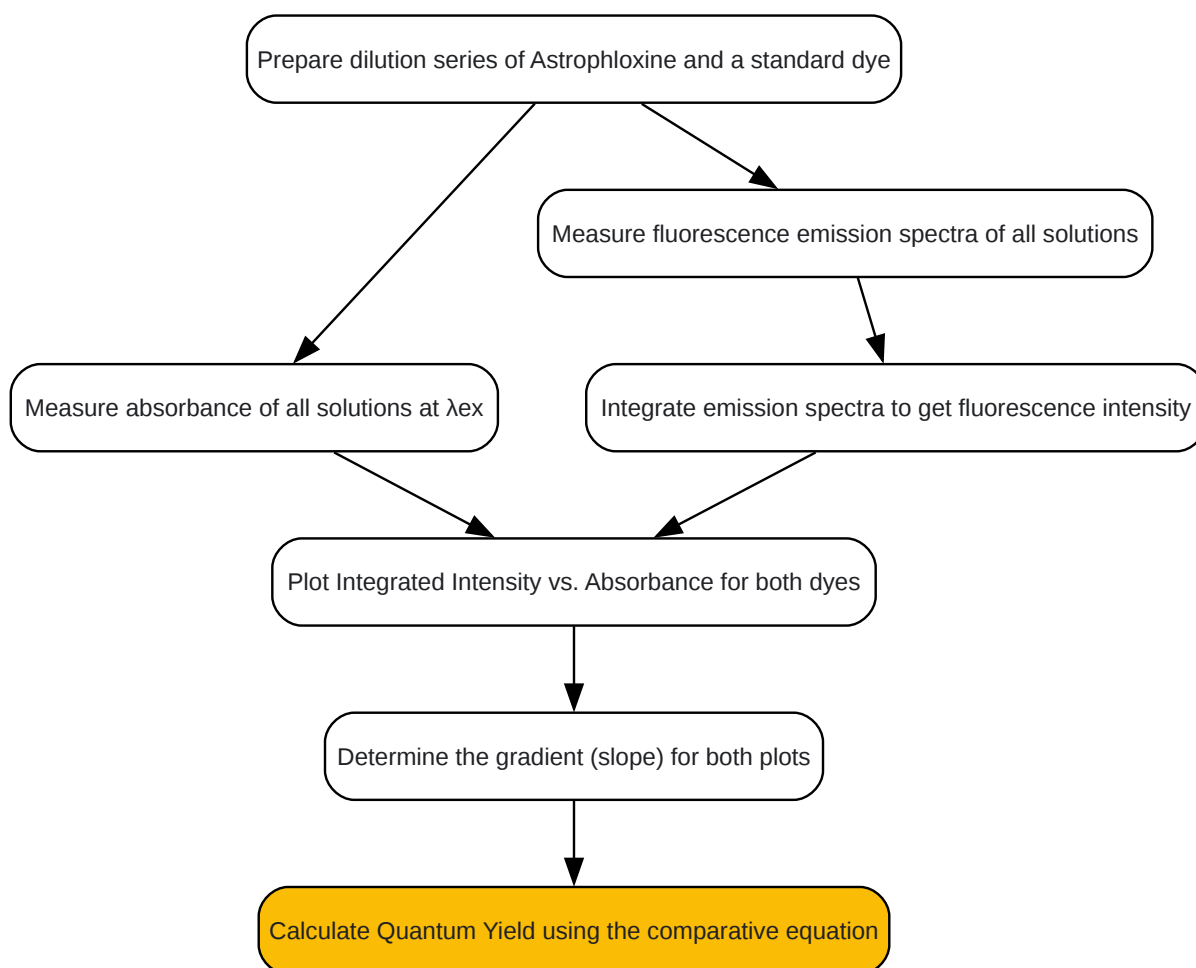 Prepare dilution series of Astrophloxine and a standard dye
Measure fluorescence emission spectra of all solutions
Measure absorbance of all solutions at λex
Integrate emission spectra to get fluorescence intensity
Plot Integrated Intensity vs. Absorbance for both dyes
Determine the gradient (slope) for both plots
Calculate Quantum Yield using the comparative equation